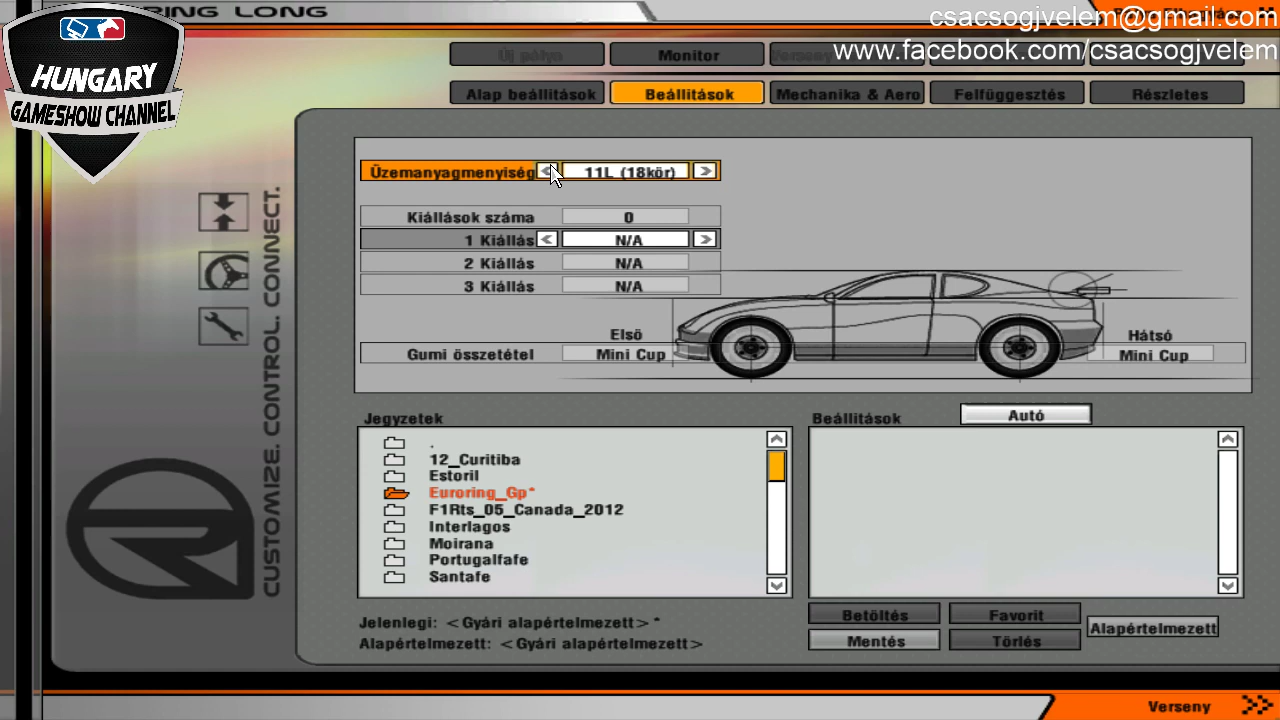 RING LONG
csacsogjvelem@gmail.com
www.facebook.com/csacsogjvelem
HUNGARY
GAMESHOW CHANNEL
Új pálya
Monitor
Alap beállítások
Beállítások
Mechanika & Aero
Felfüggesztés
Részletes
Üzemanyagmenyiség
11L (18kör)
Kiállások száma
0
1 Kiállás
N/A
2 Kiállás
N/A
3 Kiállás
N/A
Elsö
Hátsó
Gumi összetétel
Mini Cup
Mini Cup
CUSTOMIZE. CONTROL. CONNECT.
Jegyzetek
.
12_Curitiba
Estoril
Euroring_Gp*
F1Rts_05_Canada_2012
Interlagos
Moirana
Portugalfafe
Santafe
Beállítások
Autó
Jelenlegi: <Gyári alapértelmezett>*
Alapértelmezett: <Gyári alapértelmezett>
Betöltés
Favorit
Mentés
Törlés
Alapértelmezett
Verseny